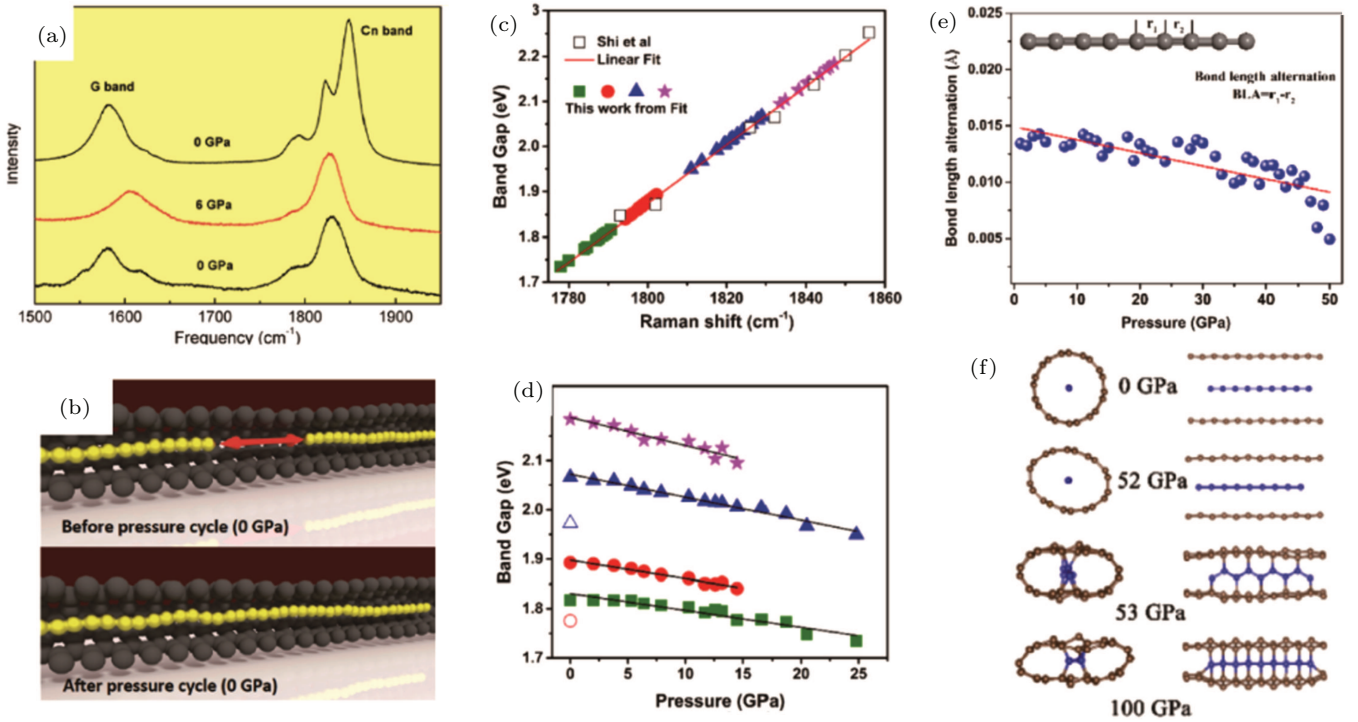 (a)
Cn band
G band
0 GPa
6 GPa
0 GPa
Intensity
1500 1600 1700 1800 1900
Frequency (cm⁻¹)
(b)
Before pressure cycle (0 GPa)
After pressure cycle (0 GPa)
(c)
Shi et al
Linear Fit
This work from Fit
Band Gap (eV)
2.3
2.2
2.1
2.0
1.9
1.8
1.7
1780 1800 1820 1840 1860
Raman shift (cm⁻¹)
(d)
Band Gap (eV)
2.1
2.0
1.9
1.8
1.7
0 5 10 15 20 25
Pressure (GPa)
(e)
r₁ r₂
Bond length alternation
BLA=r₁-r₂
Bond length alternation (Å)
0.025
0.022
0.020
0.015
0.010
0.005
0 10 20 30 40 50
Pressure (GPa)
(f)
0 GPa
52 GPa
53 GPa
100 GPa